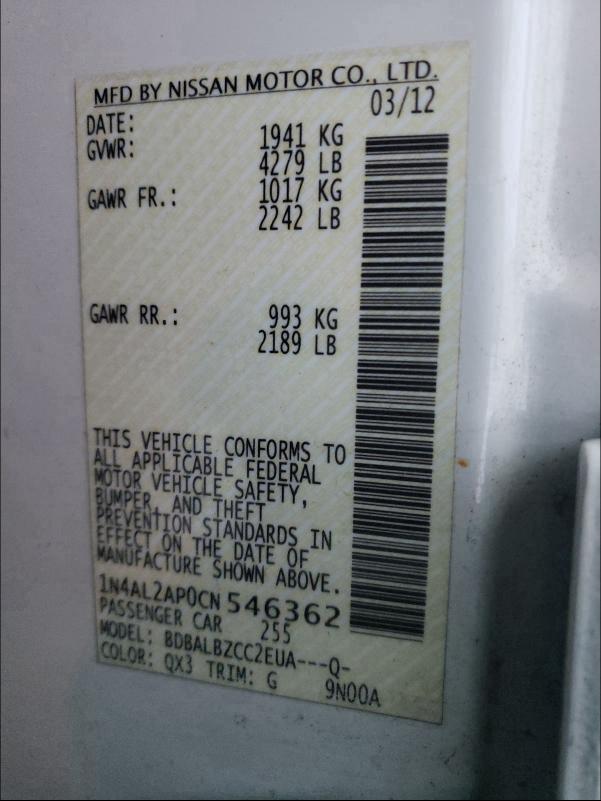 MFD BY NISSAN MOTOR CO., LTD.
DATE: 03/12
GVWR: 1941 KG
4279 LB
GAWR FR.: 1017 KG
2242 LB
GAWR RR.: 993 KG
2189 LB
THIS VEHICLE CONFORMS TO
ALL APPLICABLE FEDERAL
MOTOR VEHICLE SAFETY,
BUMPER, AND THEFT
PREVENTION STANDARDS IN
EFFECT ON THE DATE OF
MANUFACTURE SHOWN ABOVE.
1N4AL2AP0CN546362
PASSENGER CAR 255
MODEL: BDBALBZCC2EUA---Q-
COLOR: QX3 TRIM: G 9N00A